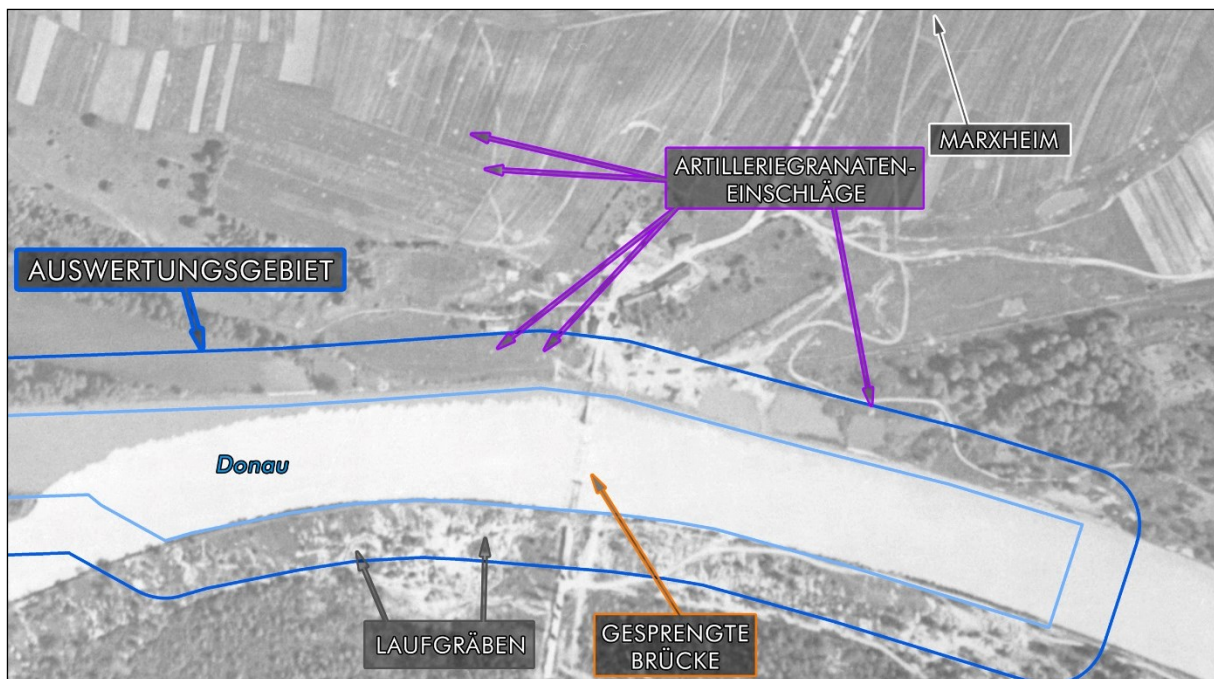 MARXHEIM
ARTILLERIEGRANATEN-
EINSCHLÄGE
AUSWERTUNGSGEBIET
Donau
LAUFGRÄBEN
GESPRENGTE
BRÜCKE